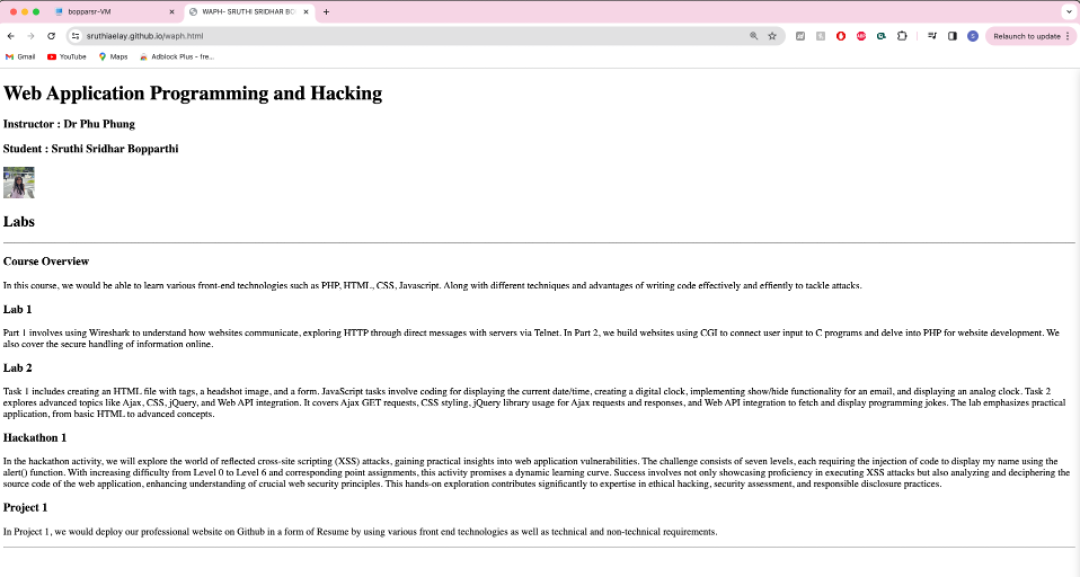 bopparsr-VM
WAPH- SRUTHI SRIDHAR BO
sruthiaelay.github.io/waph.html
Relaunch to update
Gmail
YouTube
Maps
Adblock Plus - fre...
Web Application Programming and Hacking
Instructor : Dr Phu Phung
Student : Sruthi Sridhar Bopparthi
Labs
Course Overview
In this course, we would be able to learn various front-end technologies such as PHP, HTML, CSS, Javascript. Along with different techniques and advantages of writing code effectively and effiently to tackle attacks.
Lab 1
Part 1 involves using Wireshark to understand how websites communicate, exploring HTTP through direct messages with servers via Telnet. In Part 2, we build websites using CGI to connect user input to C programs and delve into PHP for website development. We
also cover the secure handling of information online.
Lab 2
Task 1 includes creating an HTML file with tags, a headshot image, and a form. JavaScript tasks involve coding for displaying the current date/time, creating a digital clock, implementing show/hide functionality for an email, and displaying an analog clock. Task 2
explores advanced topics like Ajax, CSS, jQuery, and Web API integration. It covers Ajax GET requests, CSS styling, jQuery library usage for Ajax requests and responses, and Web API integration to fetch and display programming jokes. The lab emphasizes practical
application, from basic HTML to advanced concepts.
Hackathon 1
In the hackathon activity, we will explore the world of reflected cross-site scripting (XSS) attacks, gaining practical insights into web application vulnerabilities. The challenge consists of seven levels, each requiring the injection of code to display my name using the
alert() function. With increasing difficulty from Level 0 to Level 6 and corresponding point assignments, this activity promises a dynamic learning curve. Success involves not only showcasing proficiency in executing XSS attacks but also analyzing and deciphering the
source code of the web application, enhancing understanding of crucial web security principles. This hands-on exploration contributes significantly to expertise in ethical hacking, security assessment, and responsible disclosure practices.
Project 1
In Project 1, we would deploy our professional website on Github in a form of Resume by using various front end technologies as well as technical and non-technical requirements.